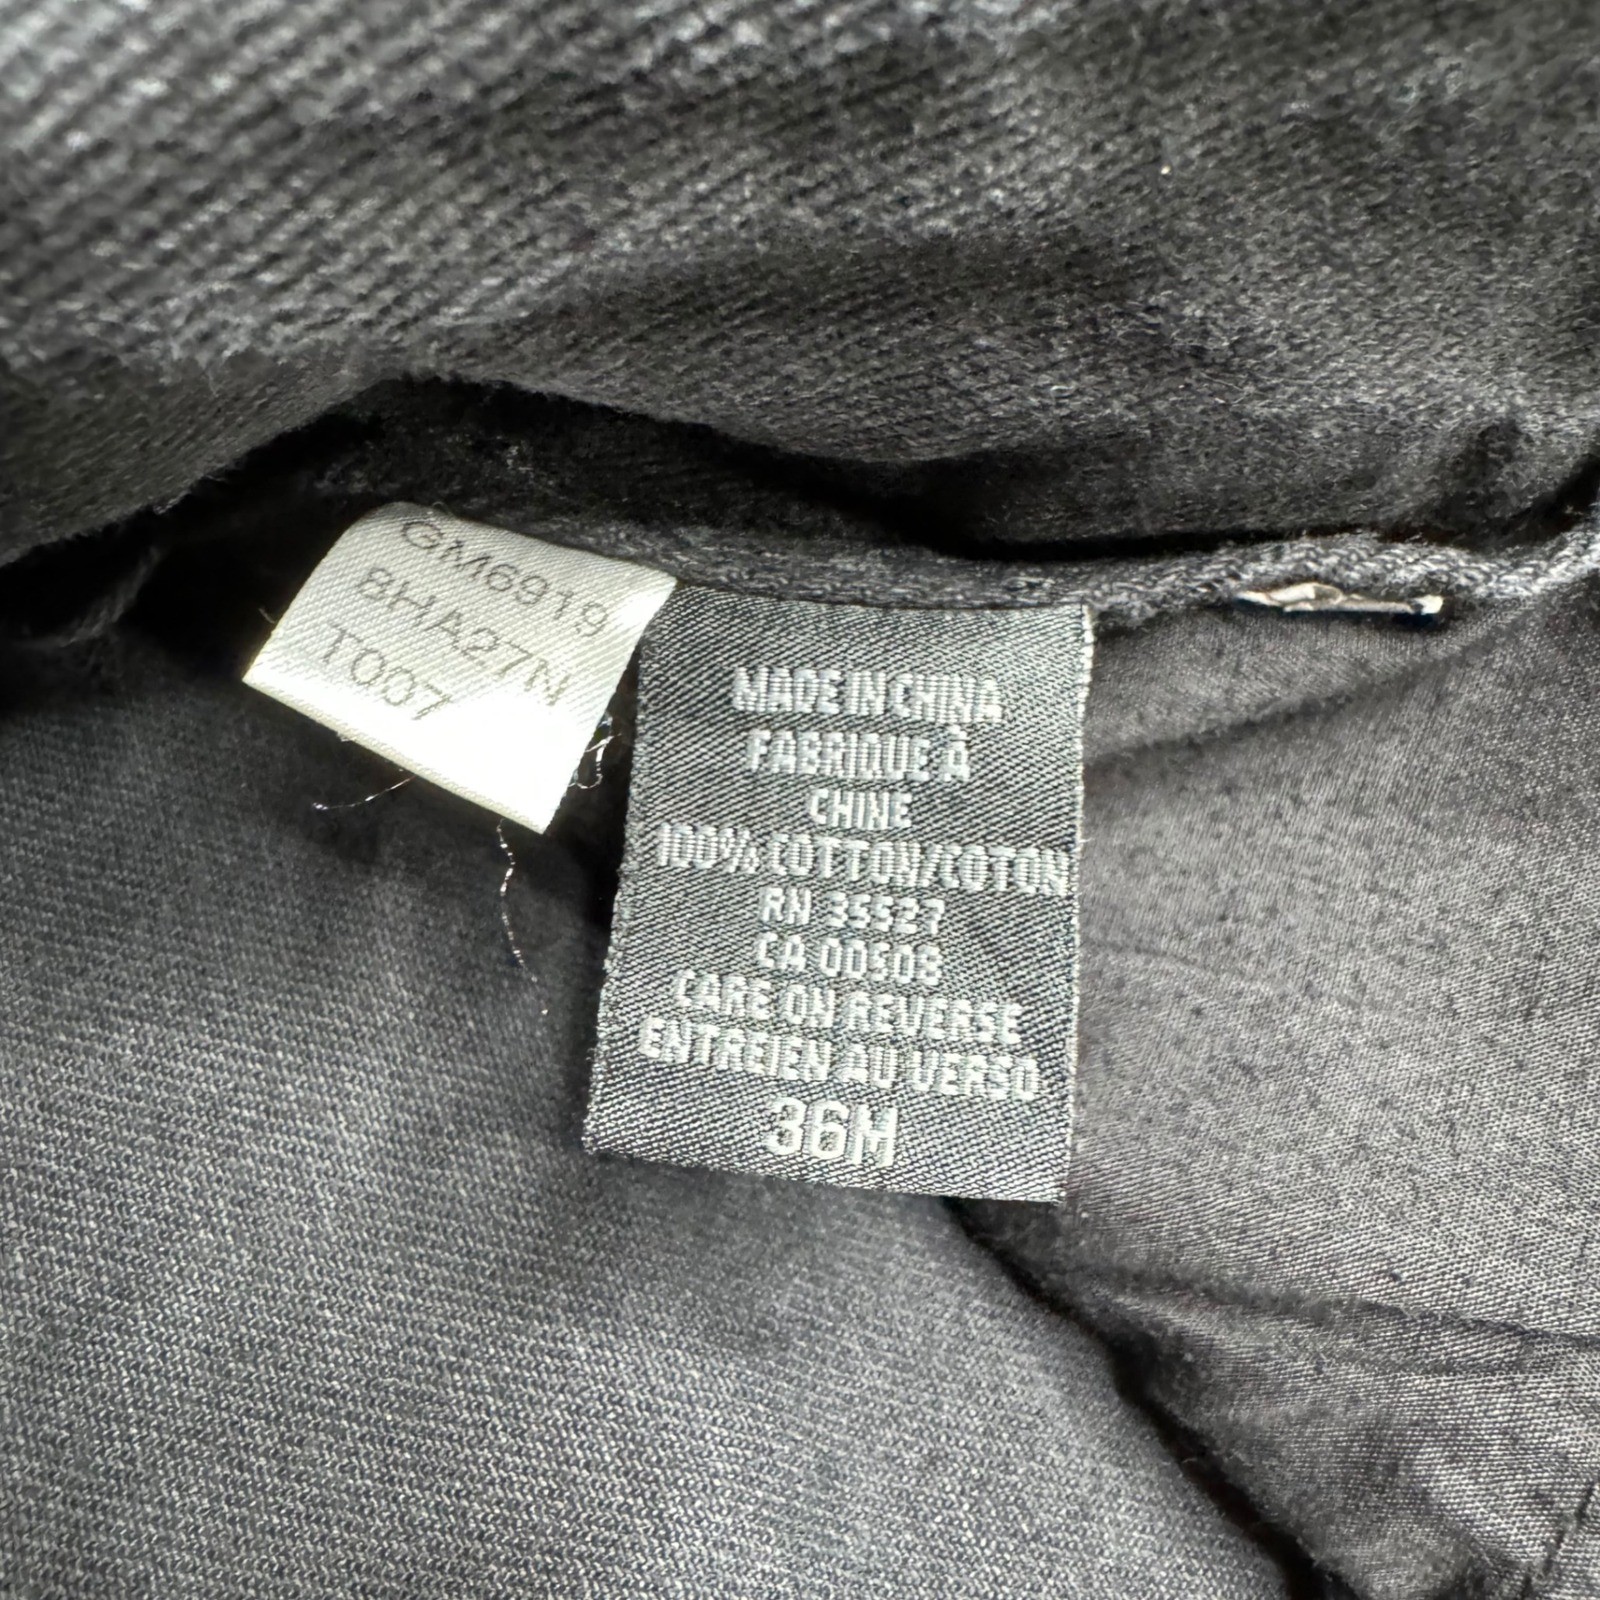 GM6919
8HA27N
T007
MADE IN CHINA
FABRIQUE À
CHINE
100% COTTON/COTON
RN 35527
CA 00508
CARE ON REVERSE
ENTREIEN AU VERSO
36M